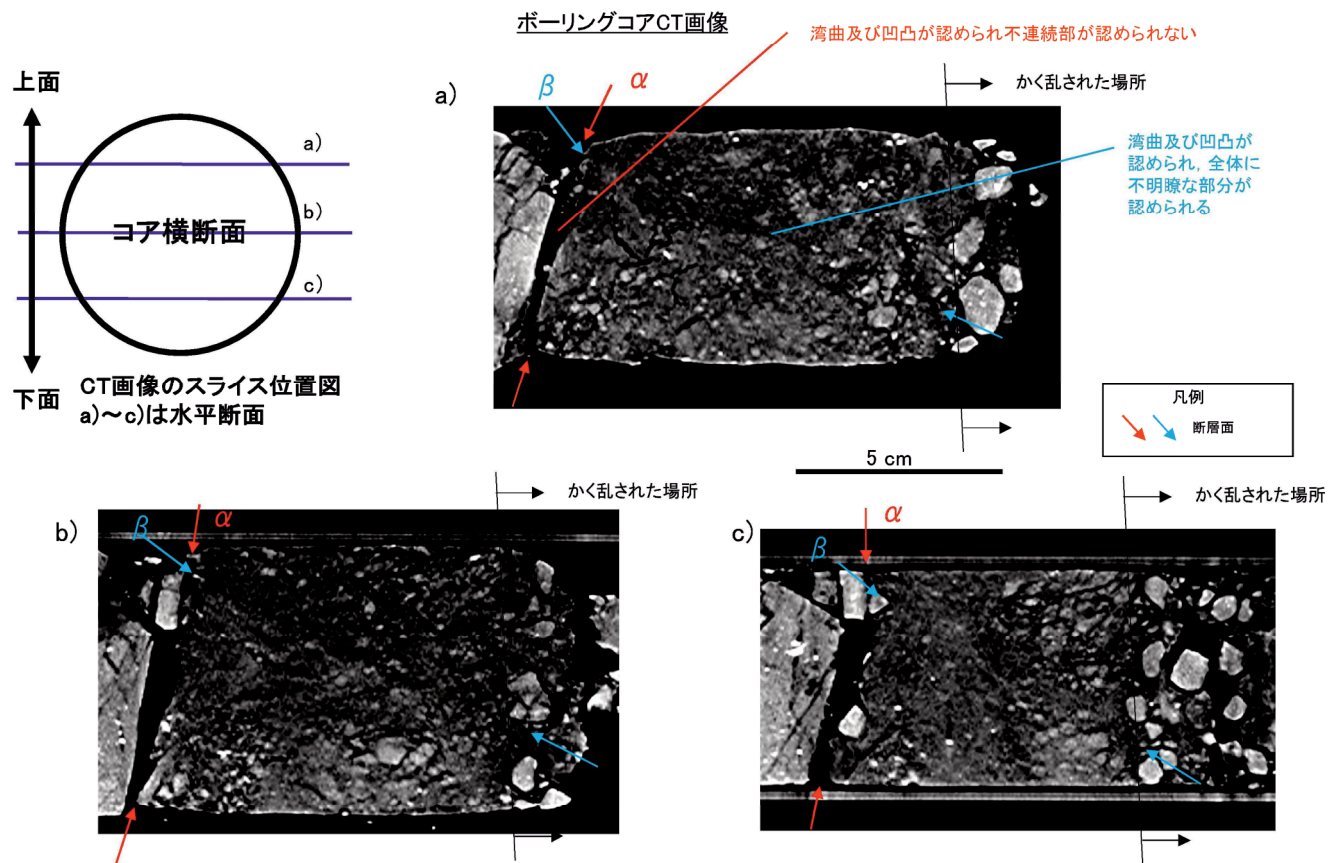 ボーリングコアCT画像
湾曲及び凹凸が認められ不連続部が認められない
上面
a)
b)
コア横断面
c)
下面
CT画像のスライス位置図
a)~c)は水平断面
a)
β
α
かく乱された場所
湾曲及び凹凸が
認められ, 全体に
不明瞭な部分が
認められる
凡例
断層面
5 cm
かく乱された場所
b)
β
α
かく乱された場所
c)
β
α